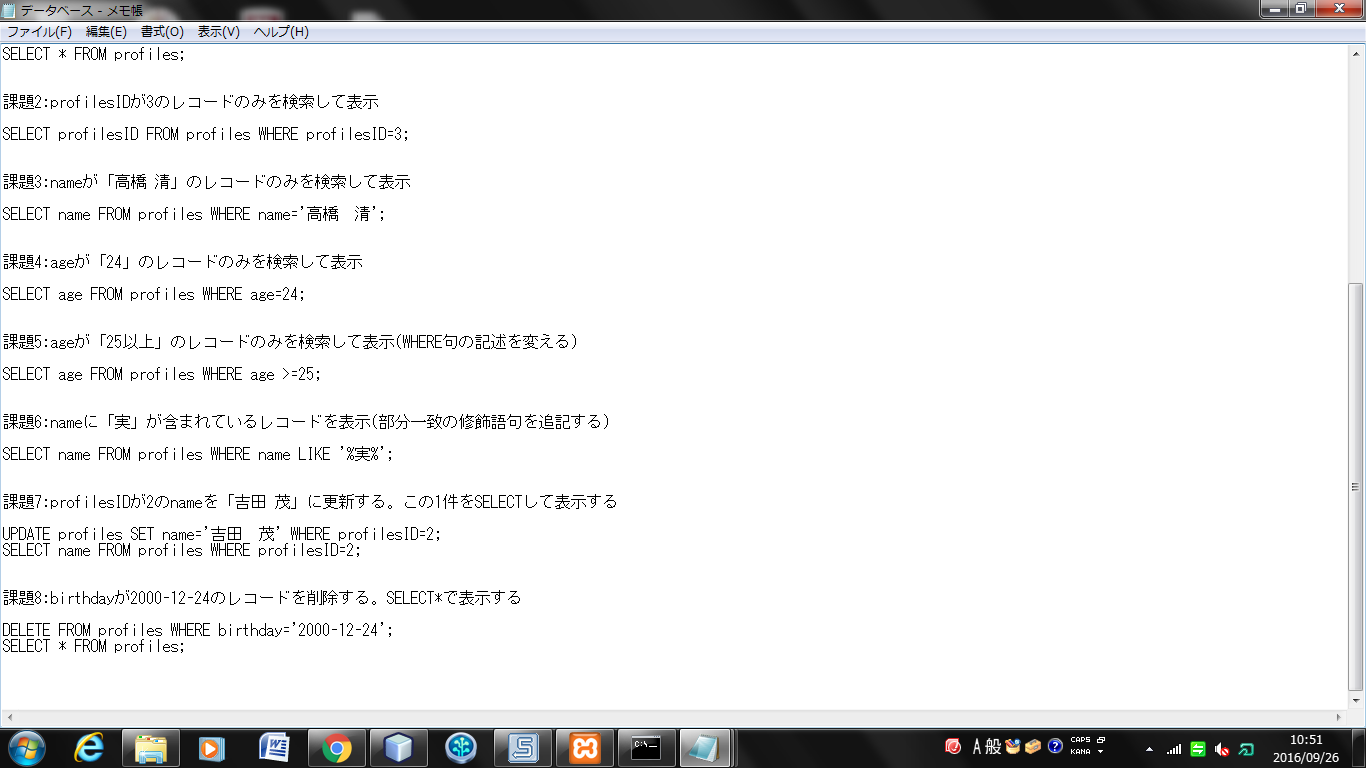 データベース - メモ帳
ファイル(F) 編集(E) 書式(O) 表示(V) ヘルプ(H)
SELECT * FROM profiles;
課題2:profilesIDが3のレコードのみを検索して表示
SELECT profilesID FROM profiles WHERE profilesID=3;
課題3:nameが「高橋 清」のレコードのみを検索して表示
SELECT name FROM profiles WHERE name='高橋　清';
課題4:ageが「24」のレコードのみを検索して表示
SELECT age FROM profiles WHERE age=24;
課題5:ageが「25以上」のレコードのみを検索して表示(WHERE句の記述を変える)
SELECT age FROM profiles WHERE age >=25;
課題6:nameに「実」が含まれているレコードを表示(部分一致の修飾語句を追記する)
SELECT name FROM profiles WHERE name LIKE '%実%';
課題7:profilesIDが2のnameを「吉田 茂」に更新する。この1件をSELECTして表示する
UPDATE profiles SET name='吉田　茂' WHERE profilesID=2;
SELECT name FROM profiles WHERE profilesID=2;
課題8:birthdayが2000-12-24のレコードを削除する。SELECT*で表示する
DELETE FROM profiles WHERE birthday='2000-12-24';
SELECT * FROM profiles;
A 般 CAPS
KANA
10:51
2016/09/26